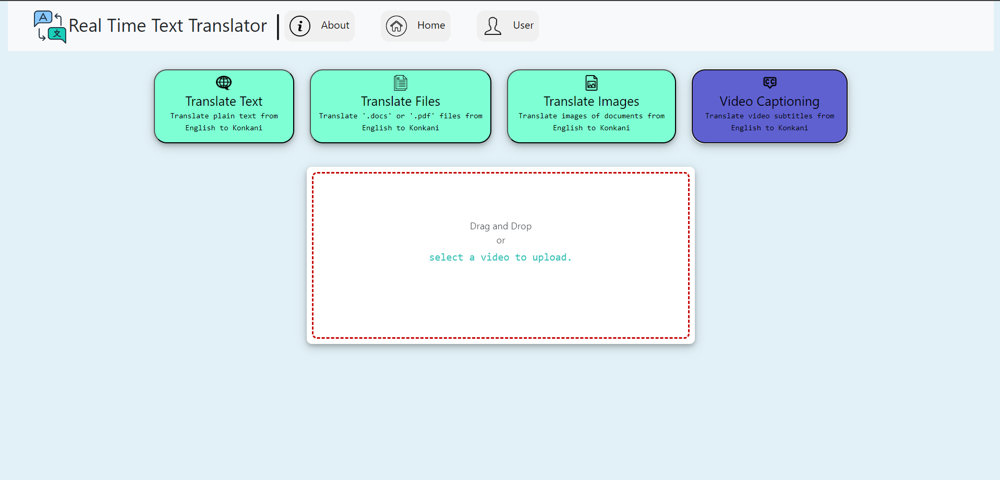 A
文
Real Time Text Translator
About
Home
User
Translate Text
Translate plain text from
English to Konkani
Translate Files
Translate '.docs' or '.pdf' files from
English to Konkani
Translate Images
Translate images of documents from
English to Konkani
CC
Video Captioning
Translate video subtitles from
English to Konkani
Drag and Drop
or
select a video to upload.